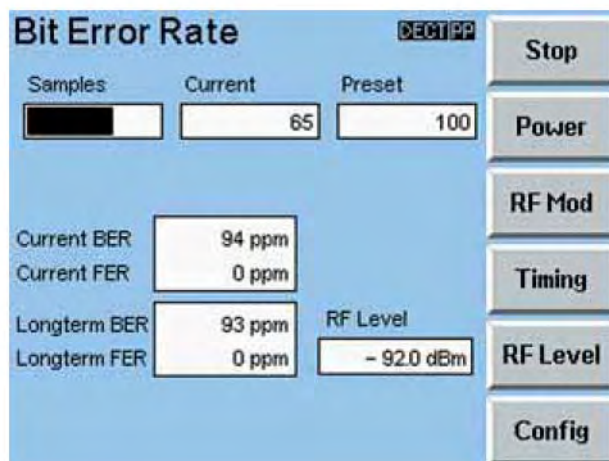 Bit Error Rate
DECT PP
Samples
Current
Preset
65
100
Current BER
94 ppm
Current FER
0 ppm
Longterm BER
93 ppm
Longterm FER
0 ppm
RF Level
– 92.0 dBm
Stop
Power
RF Mod
Timing
RF Level
Config